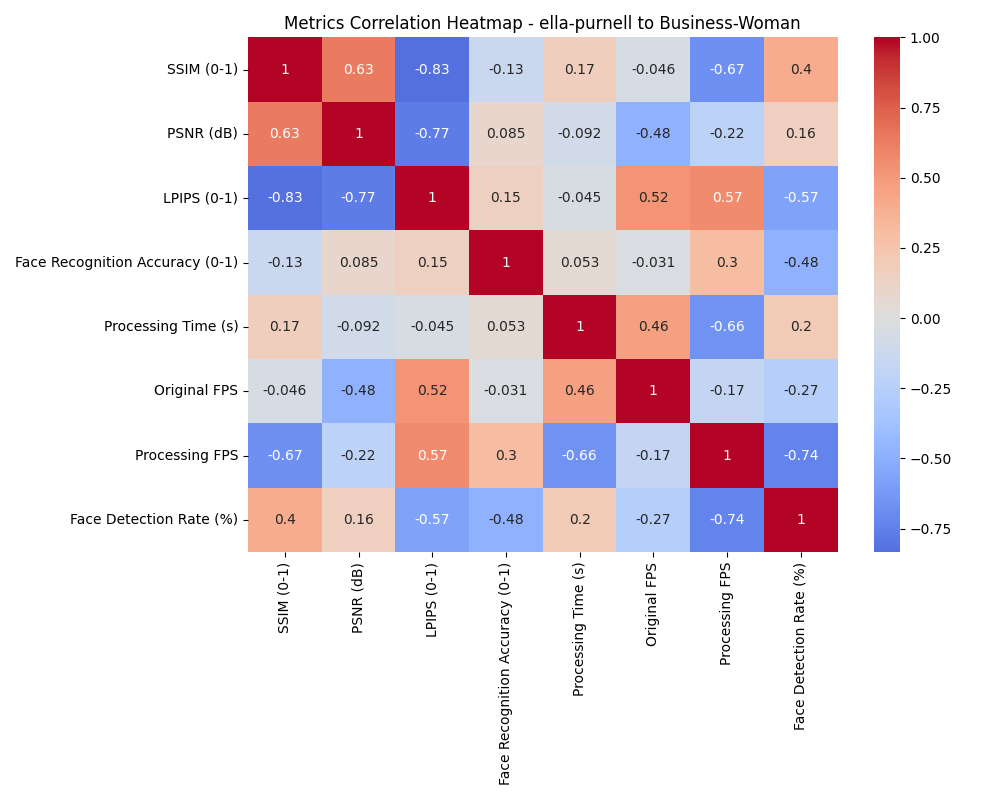 Metrics Correlation Heatmap - ella-purnell to Business-Woman
SSIM (0-1) 1 0.63 -0.83 -0.13 0.17 -0.046 -0.67 0.4
PSNR (dB) 0.63 1 -0.77 0.085 -0.092 -0.48 -0.22 0.16
LPIPS (0-1) -0.83 -0.77 1 0.15 -0.045 0.52 0.57 -0.57
Face Recognition Accuracy (0-1) -0.13 0.085 0.15 1 0.053 -0.031 0.3 -0.48
Processing Time (s) 0.17 -0.092 -0.045 0.053 1 0.46 -0.66 0.2
Original FPS -0.046 -0.48 0.52 -0.031 0.46 1 -0.17 -0.27
Processing FPS -0.67 -0.22 0.57 0.3 -0.66 -0.17 1 -0.74
Face Detection Rate (%) 0.4 0.16 -0.57 -0.48 0.2 -0.27 -0.74 1
SSIM (0-1)
PSNR (dB)
LPIPS (0-1)
Face Recognition Accuracy (0-1)
Processing Time (s)
Original FPS
Processing FPS
Face Detection Rate (%)
1.00
0.75
0.50
0.25
0.00
−0.25
−0.50
−0.75